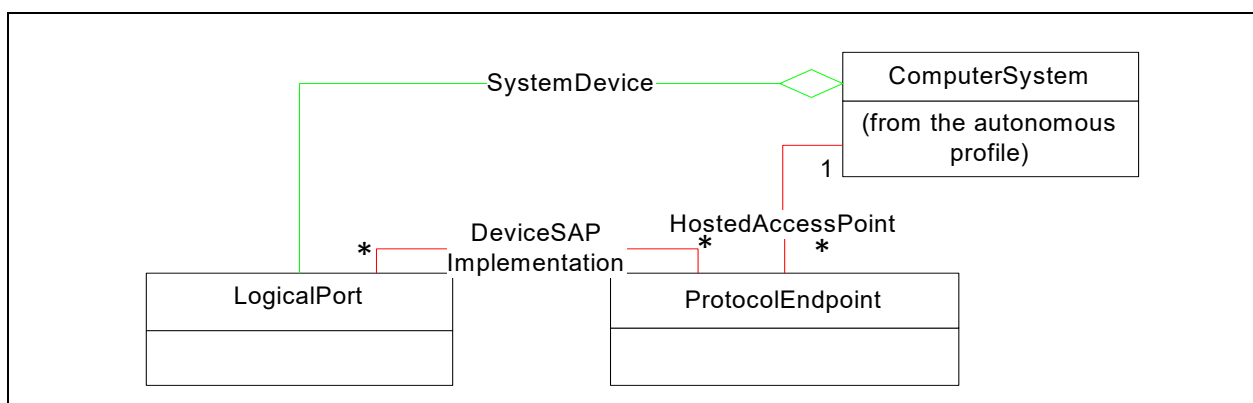 SystemDevice
ComputerSystem
(from the autonomous
profile)
1
HostedAccessPoint
*
DeviceSAP
Implementation
*
*
LogicalPort
ProtocolEndpoint